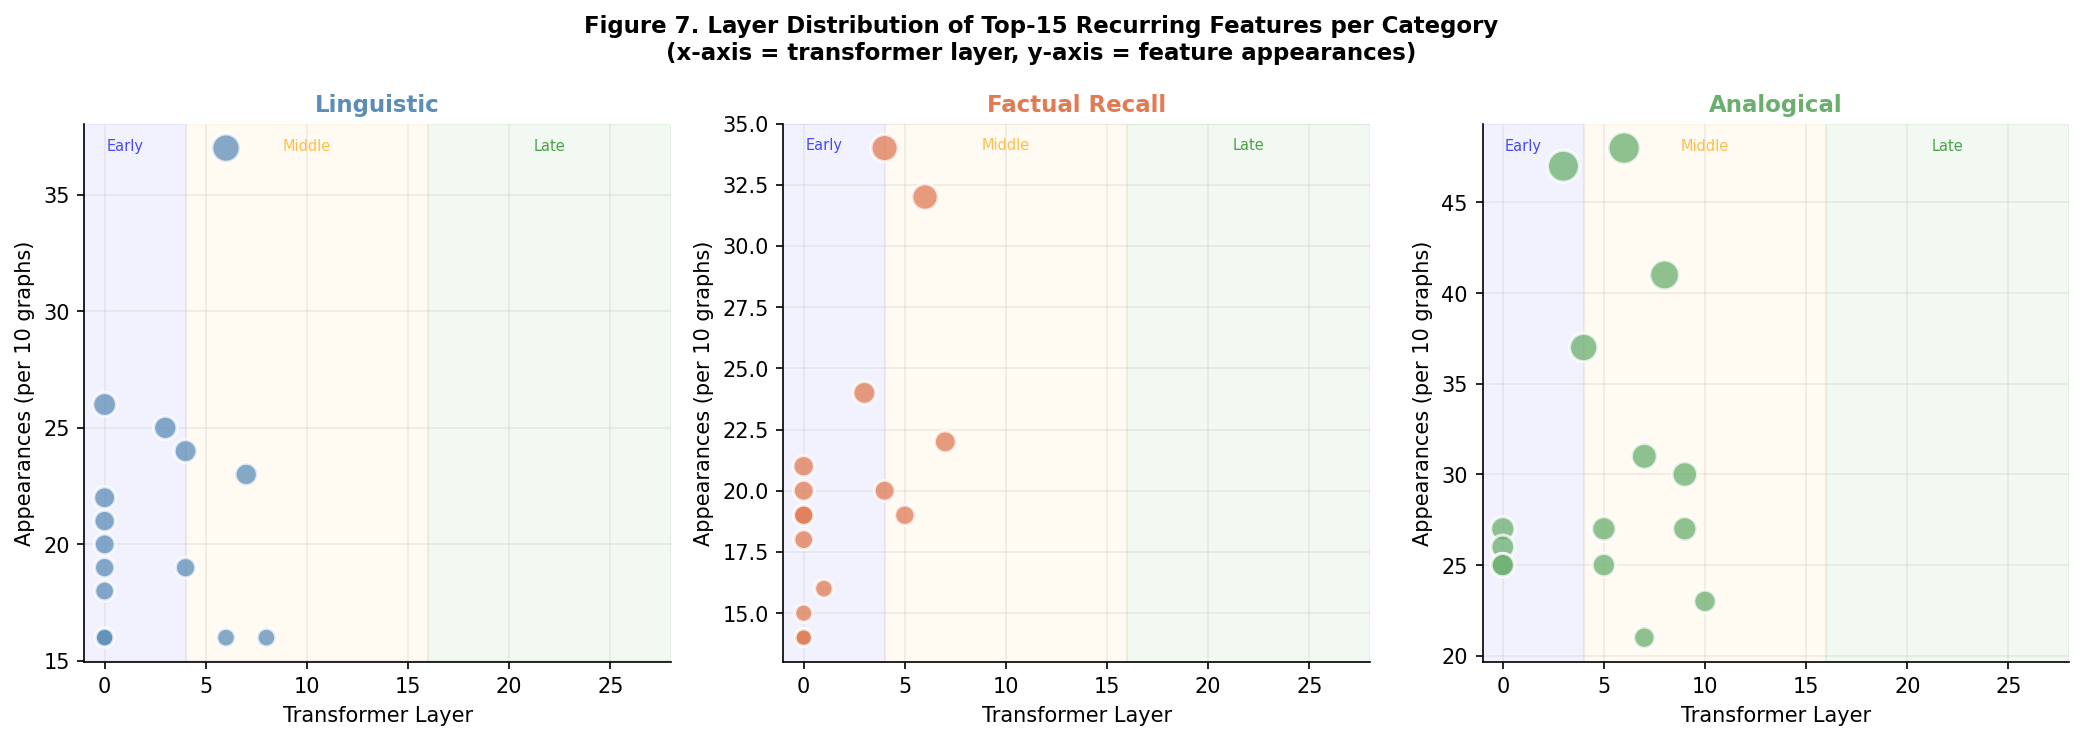 Figure 7. Layer Distribution of Top-15 Recurring Features per Category
(x-axis = transformer layer, y-axis = feature appearances)
Linguistic
Early
Middle
Late
35
30
25
20
15
Appearances (per 10 graphs)
0 5 10 15 20 25
Transformer Layer
Factual Recall
Early
Middle
Late
35.0
32.5
30.0
27.5
25.0
22.5
20.0
17.5
15.0
Appearances (per 10 graphs)
0 5 10 15 20 25
Transformer Layer
Analogical
Early
Middle
Late
45
40
35
30
25
20
Appearances (per 10 graphs)
0 5 10 15 20 25
Transformer Layer